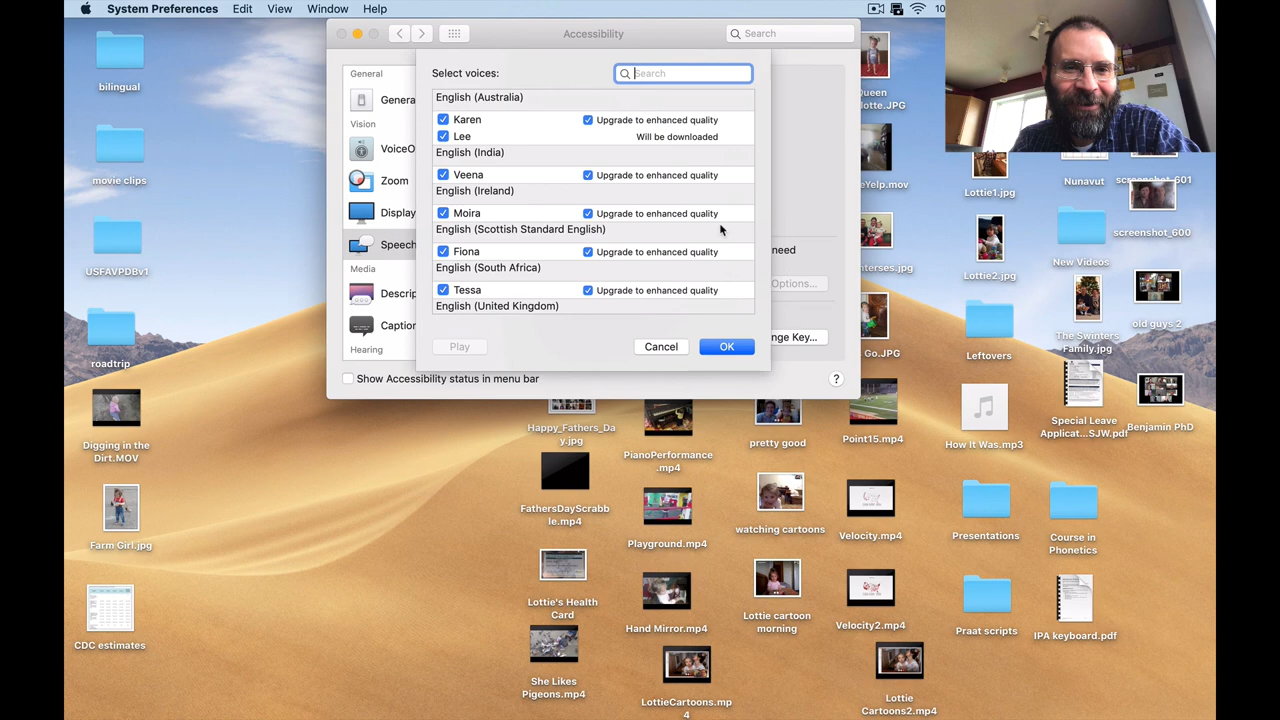 System Preferences Edit View Window Help
10
Accessibility
Search
Select voices:
Search
English (Australia)
Karen Upgrade to enhanced quality
Lee Will be downloaded
English (India)
Veena Upgrade to enhanced quality
English (Ireland)
Moira Upgrade to enhanced quality
English (Scottish Standard English)
Fiona Upgrade to enhanced quality
English (South Africa)
Tessa Upgrade to enhanced quality
English (United Kingdom)
Play Cancel OK
General
Genera
Vision
VoiceO
Zoom
Display
Speech
Media
Descrip
Captio
Hearing
need
Options...
nge Key...
Show Accessibility status in menu bar
?
bilingual
movie clips
USFAVPDBv1
roadtrip
Digging in the
Dirt.MOV
Farm Girl.jpg
CDC estimates
Happy_Fathers_Da
y.jpg
FathersDayScrabb
le.mp4
Lottie's Health
Card
She Likes
Pigeons.mp4
PianoPerformance
.mp4
Playground.mp4
Hand Mirror.mp4
LottieCartoons.mp
4
pretty good
watching cartoons
Lottie cartoon
morning
Queen
lotte.JPG
eYelp.mov
nterses.jpg
Go.JPG
Point15.mp4
Velocity.mp4
Velocity2.mp4
Lottie
Cartoons2.mp4
Lottie1.jpg
Lottie2.jpg
Leftovers
How It Was.mp3
Presentations
Praat scripts
Nunavut
New Videos
The Swinters
Family.jpg
Special Leave
Applicat...SJW.pdf
Course in
Phonetics
IPA keyboard.pdf
screenshot_601
screenshot_600
old guys 2
Benjamin PhD